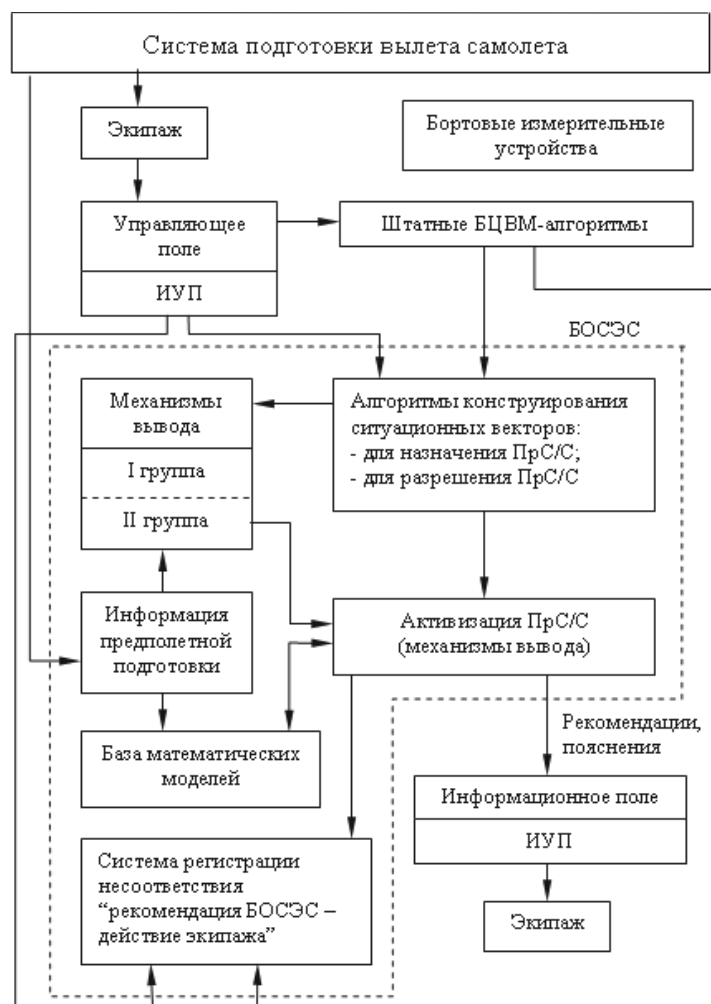 Система подготовки вылета самолета
Экипаж
Бортовые измерительные
устройства
Управляющее
поле
ИУП
Штатные БЦВМ-алгоритмы
БОСЭС
Механизмы
вывода
I группа
II группа
Алгоритмы конструирования
ситуационных векторов:
- для назначения ПрС/С;
- для разрешения ПрС/С
Информация
предполетной
подготовки
Активизация ПрС/С
(механизмы вывода)
База математических
моделей
Рекомендации,
пояснения
Информационное поле
ИУП
Система регистрации
несоответствия
“рекомендация БОСЭС –
действие экипажа”
Экипаж